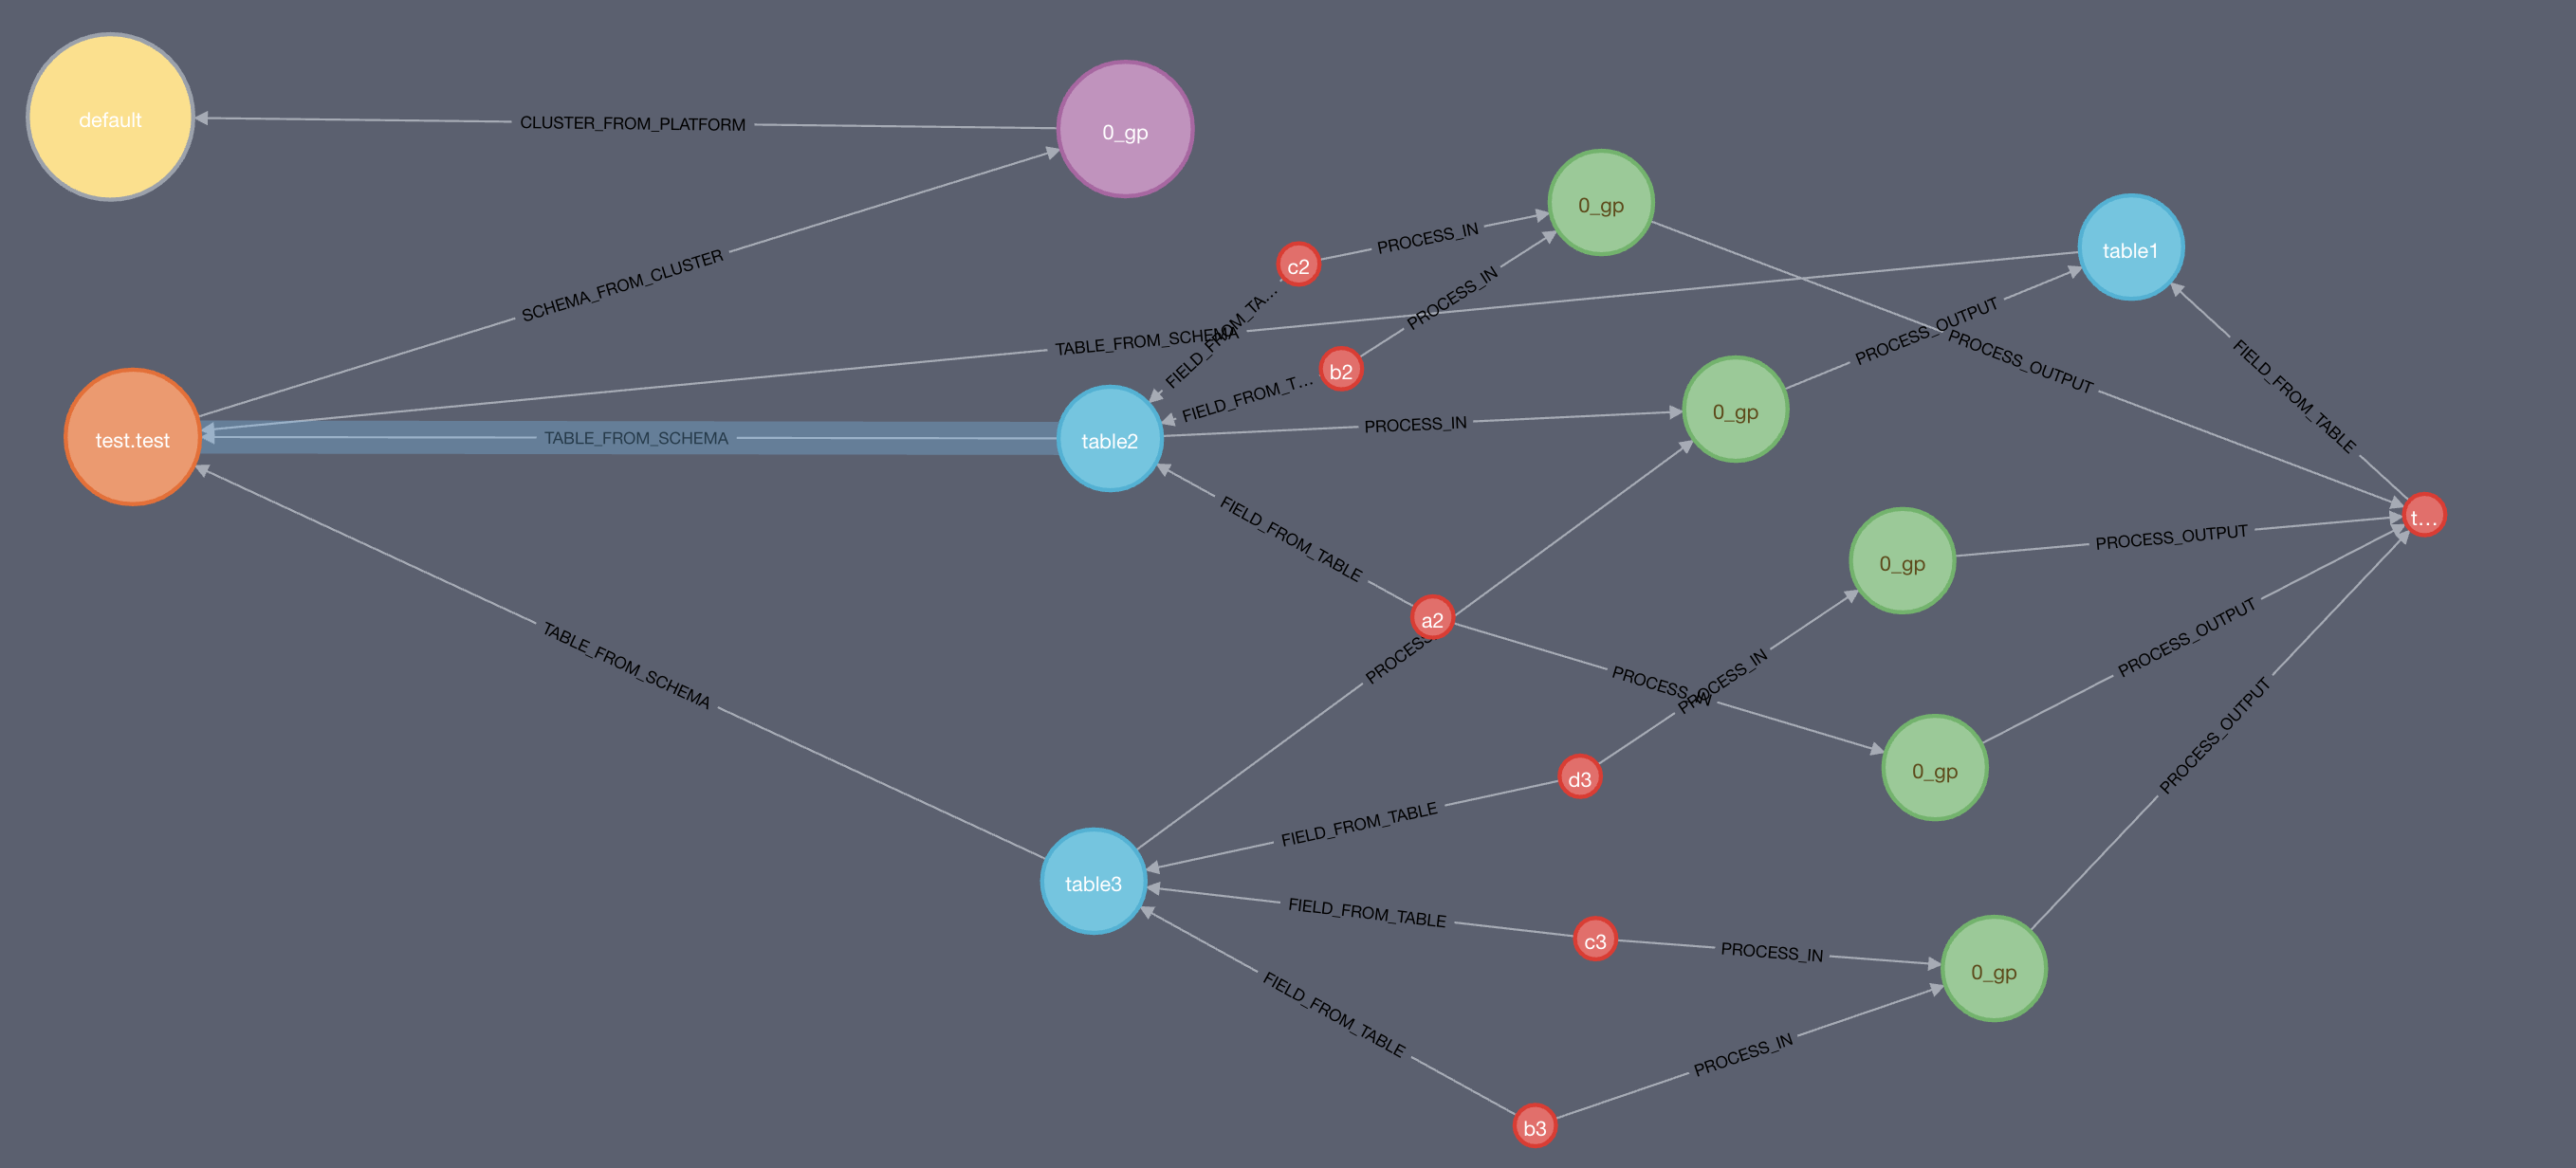 default
CLUSTER_FROM_PLATFORM
0_gp
SCHEMA_FROM_CLUSTER
0_gp
c2
PROCESS_IN
table1
FIELD_FROM_TA...
PROCESS_IN
TABLE_FROM_SCHEMA
PROCESS_OUTPUT
PROCESS_OUTPUT
b2
FIELD_FROM_T...
FIELD_FROM_TABLE
test.test
TABLE_FROM_SCHEMA
table2
PROCESS_IN
0_gp
FIELD_FROM_TABLE
t...
0_gp
PROCESS_OUTPUT
a2
PROCESS
PROCESS_IN
PROCESS_IN
PROCESS_OUTPUT
TABLE_FROM_SCHEMA
PROCESS_OUTPUT
d3
0_gp
FIELD_FROM_TABLE
table3
FIELD_FROM_TABLE
c3
PROCESS_IN
0_gp
FIELD_FROM_TABLE
PROCESS_IN
b3